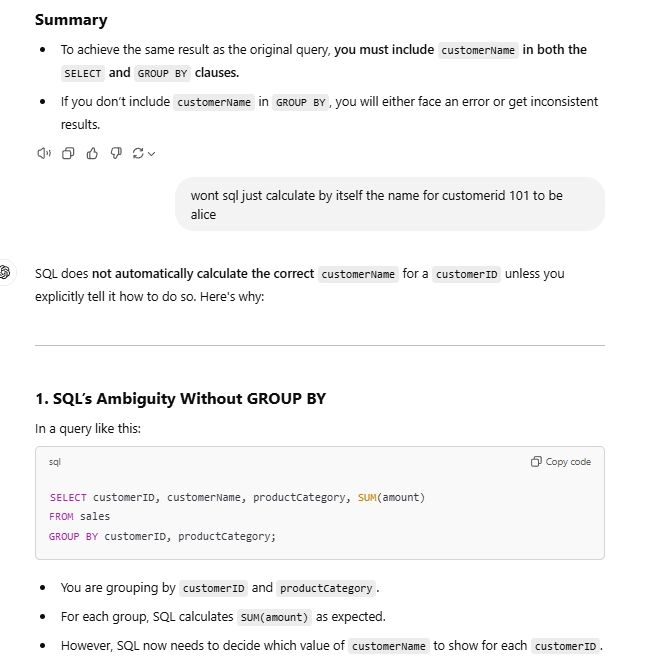 Summary
To achieve the same result as the original query, you must include customerName in both the
SELECT and GROUP BY clauses.
If you don't include customerName in GROUP BY, you will either face an error or get inconsistent
results.
wont sql just calculate by itself the name for customerid 101 to be
alice
SQL does not automatically calculate the correct customerName for a customerID unless you
explicitly tell it how to do so. Here's why:
1. SQL's Ambiguity Without GROUP BY
In a query like this:
sql
Copy code
SELECT customerID, customerName, productCategory, SUM(amount)
FROM sales
GROUP BY customerID, productCategory;
You are grouping by customerID and productCategory.
For each group, SQL calculates SUM(amount) as expected.
However, SQL now needs to decide which value of customerName to show for each customerID.